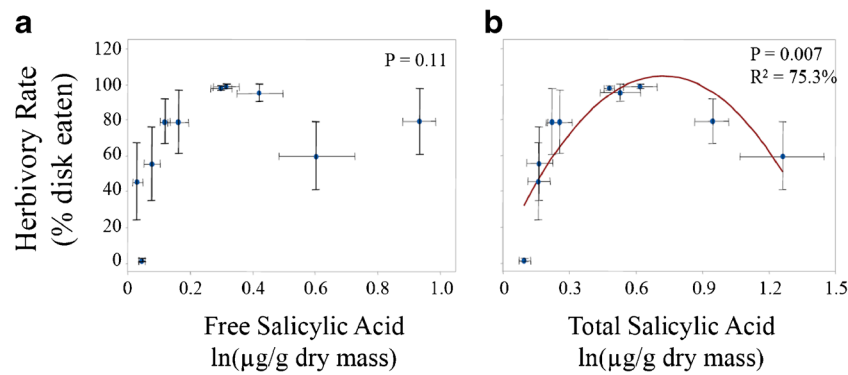 a
b
120
100
80
60
40
20
0
Herbivory Rate
(% disk eaten)
P = 0.11
P = 0.007
R² = 75.3%
0 0.2 0.4 0.6 0.8 1.0
0 0.3 0.6 0.9 1.2 1.5
Free Salicylic Acid
ln(µg/g dry mass)
Total Salicylic Acid
ln(µg/g dry mass)